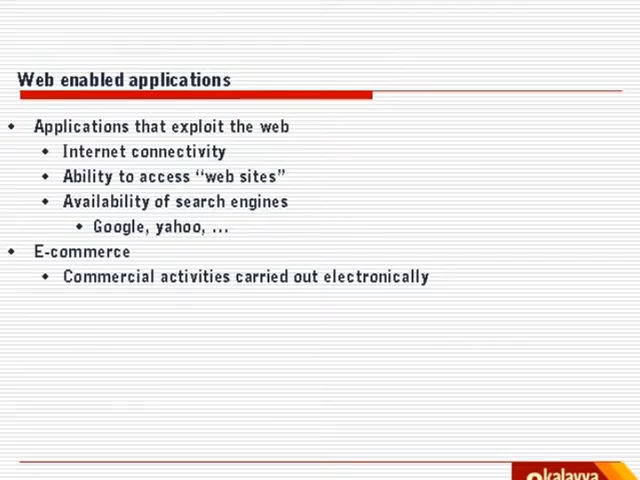 Web enabled applications
Applications that exploit the web
Internet connectivity
Ability to access “web sites”
Availability of search engines
Google, yahoo, ...
E-commerce
Commercial activities carried out electronically